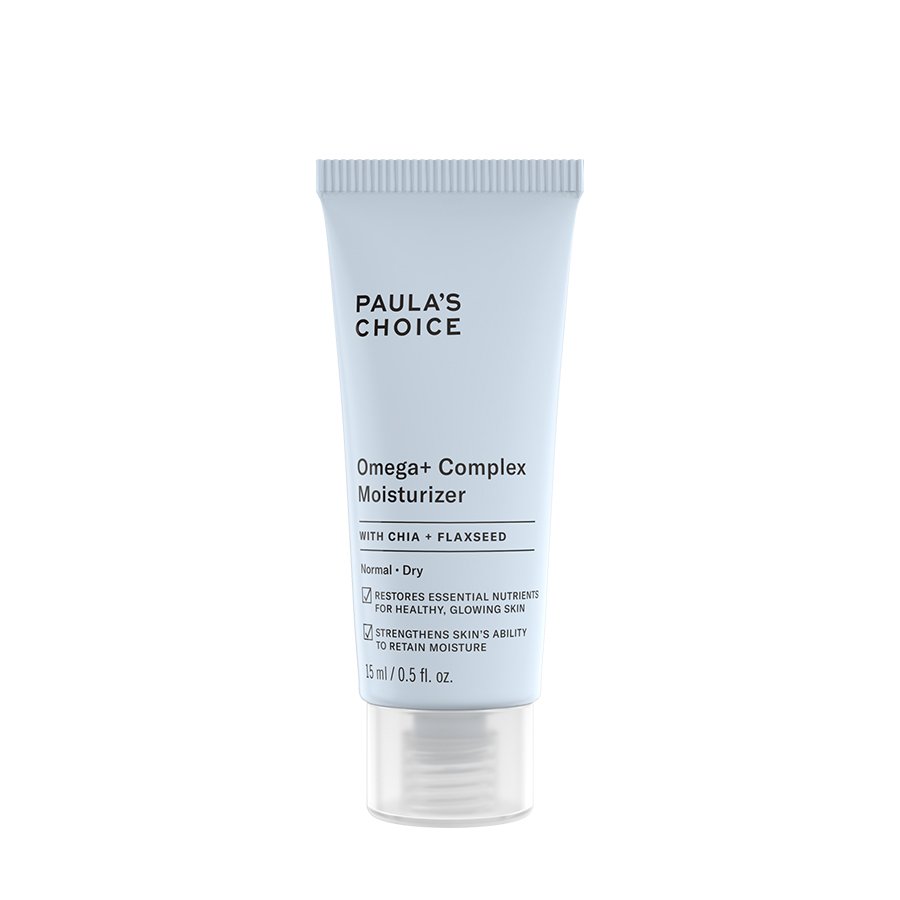 PAULA'S
CHOICE
Omega+ Complex
Moisturizer
WITH CHIA + FLAXSEED
Normal • Dry
☑ RESTORES ESSENTIAL NUTRIENTS
FOR HEALTHY, GLOWING SKIN
☑ STRENGTHENS SKIN'S ABILITY
TO RETAIN MOISTURE
15 ml / 0.5 fl. oz.